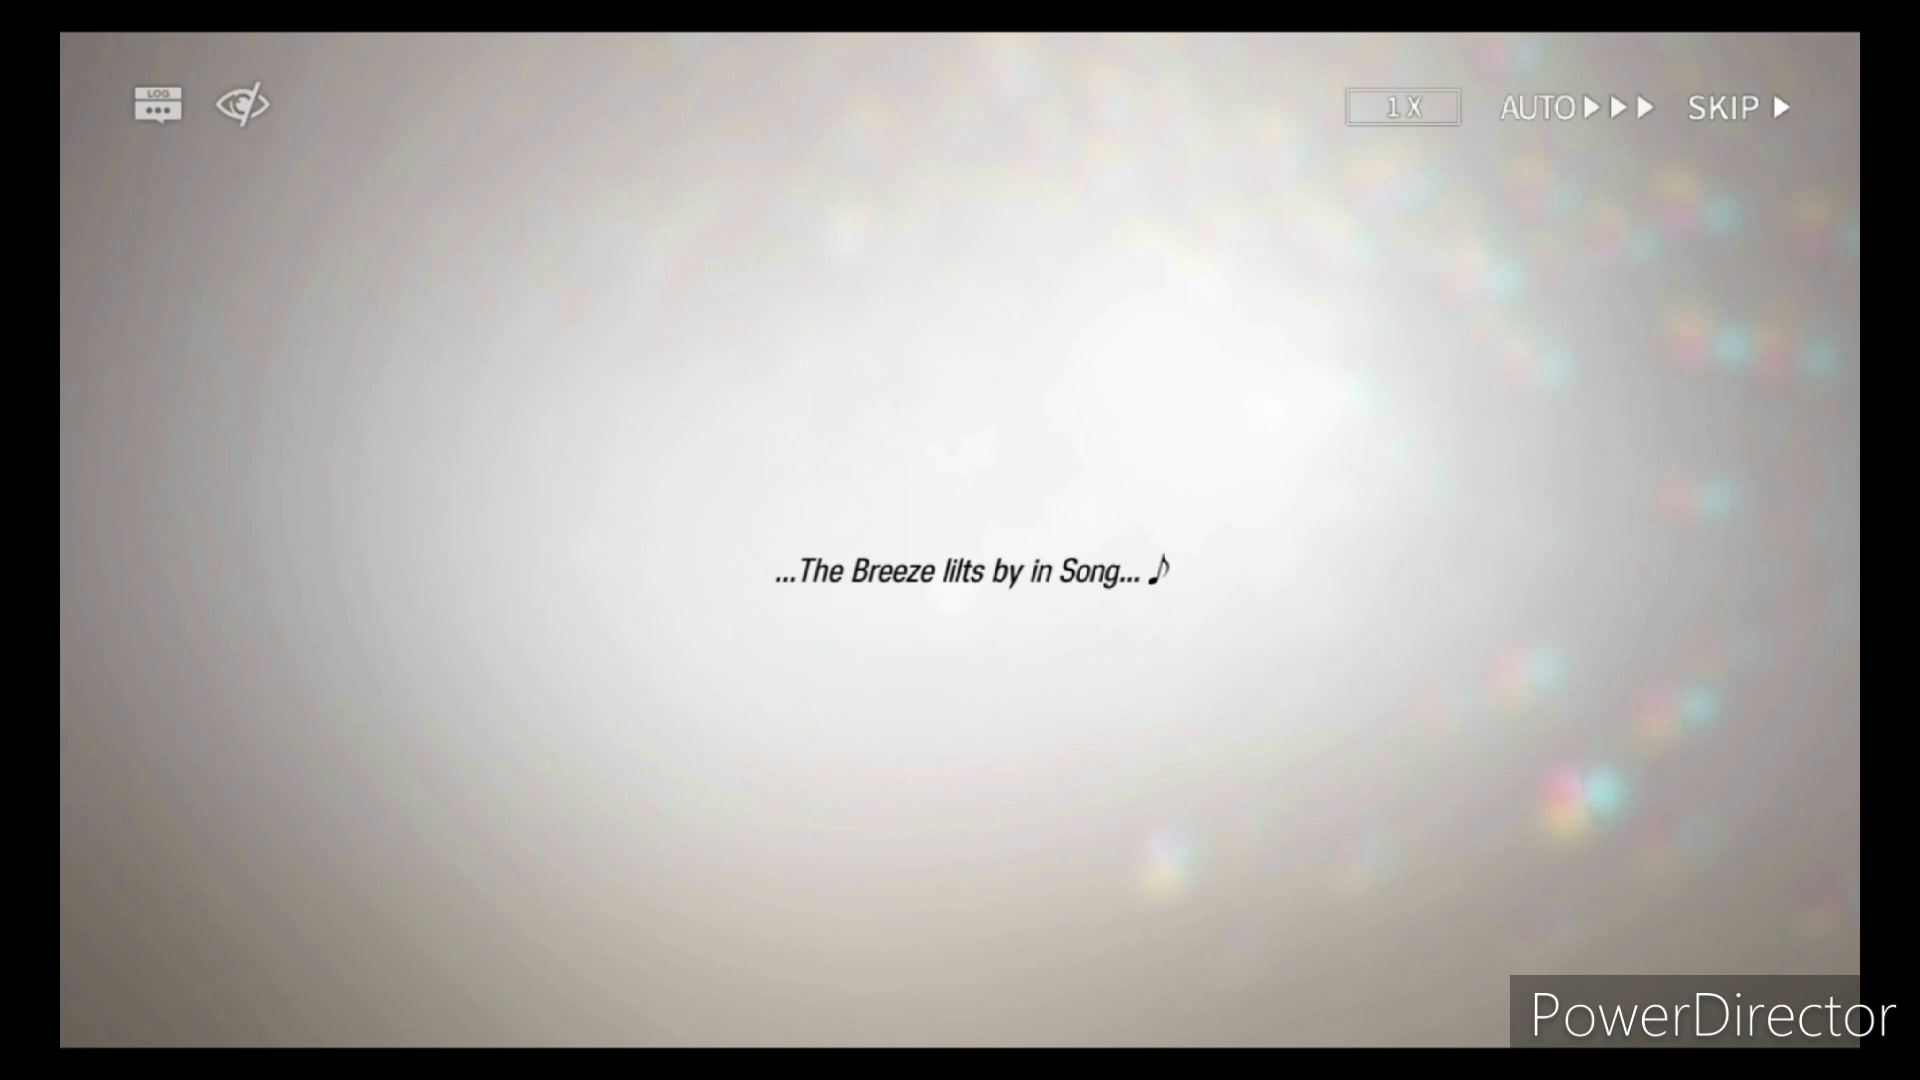 LOG
1X
AUTO
SKIP
...The Breeze lilts by in Song... ♪
PowerDirector